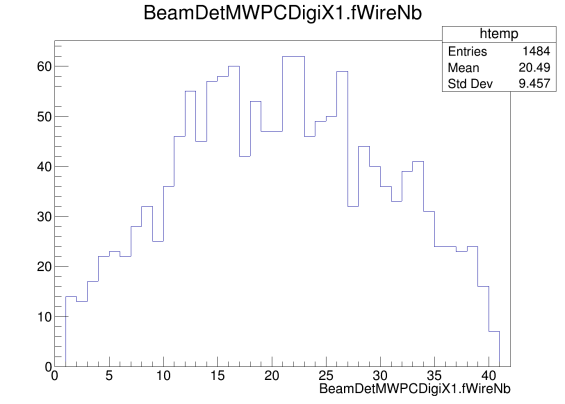 BeamDetMWPCDigiX1.fWireNb
htemp
Entries 1484
Mean 20.49
Std Dev 9.457
60
50
40
30
20
10
0
0 5 10 15 20 25 30 35 40
BeamDetMWPCDigiX1.fWireNb